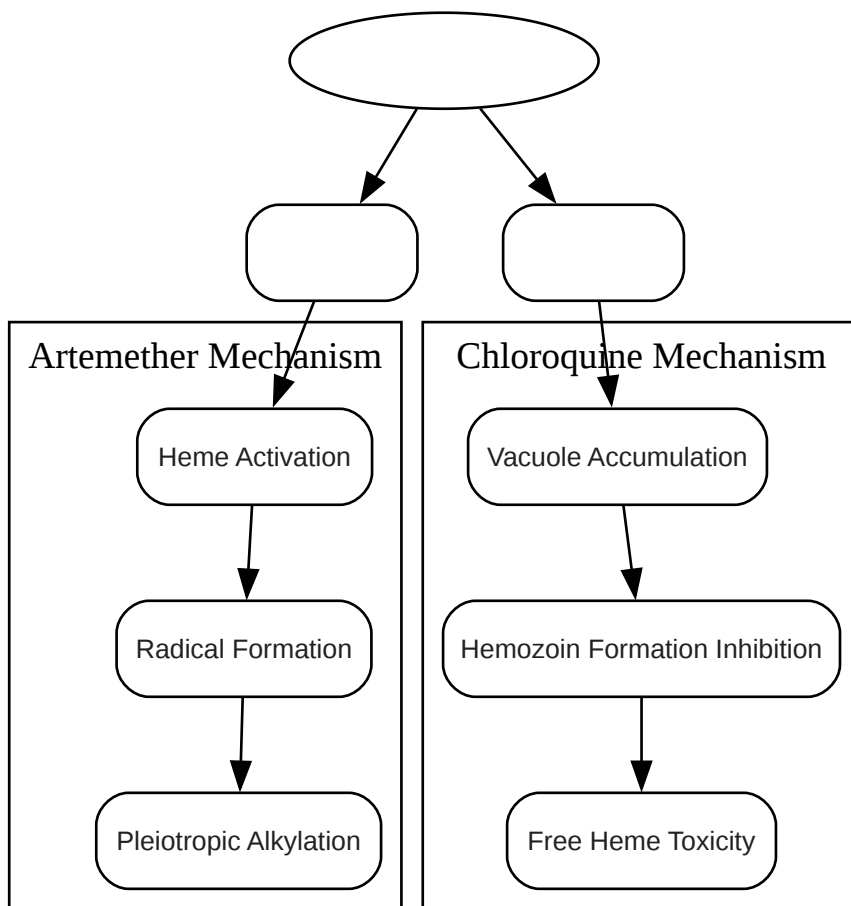 Artemether Mechanism
Chloroquine Mechanism
Heme Activation
Vacuole Accumulation
Radical Formation
Hemozoin Formation Inhibition
Pleiotropic Alkylation
Free Heme Toxicity